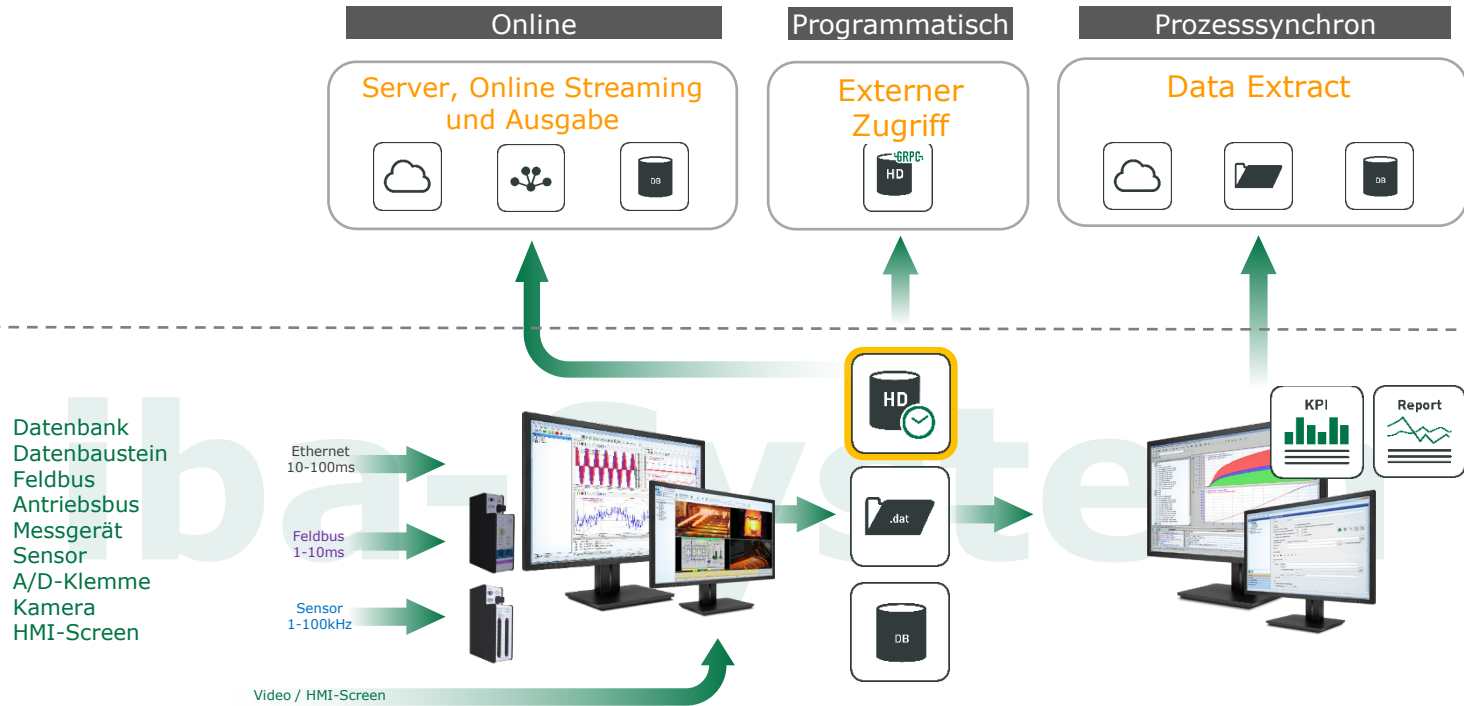 Online
Programmatisch
Prozesssynchron
Server, Online Streaming
und Ausgabe
DB
Externer
Zugriff
GRPC
HD
Data Extract
DB
iba-System
Datenbank
Datenbaustein
Feldbus
Antriebsbus
Messgerät
Sensor
A/D-Klemme
Kamera
HMI-Screen
Ethernet
10-100ms
Feldbus
1-10ms
Sensor
1-100kHz
Video / HMI-Screen
HD
.dat
DB
KPI
Report